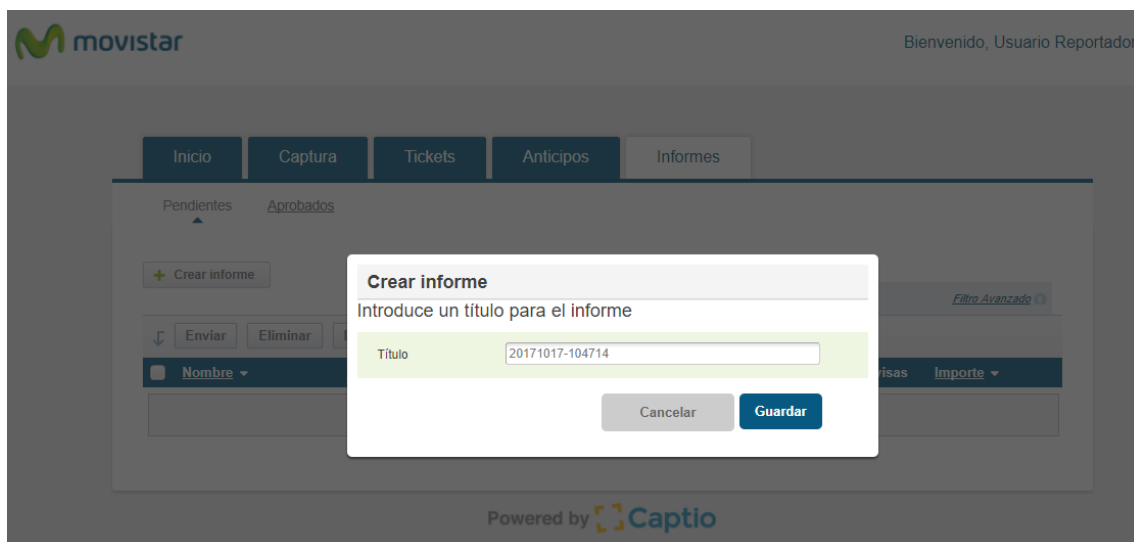 movistar
Bienvenido, Usuario Reportador
Inicio Captura Tickets Anticipos Informes
Pendientes Aprobados
+ Crear informe
Crear informe
Introduce un título para el informe
Filtro Avanzado
Enviar Eliminar
Título 20171017-104714
Nombre Importe
Cancelar Guardar
Powered by Captio